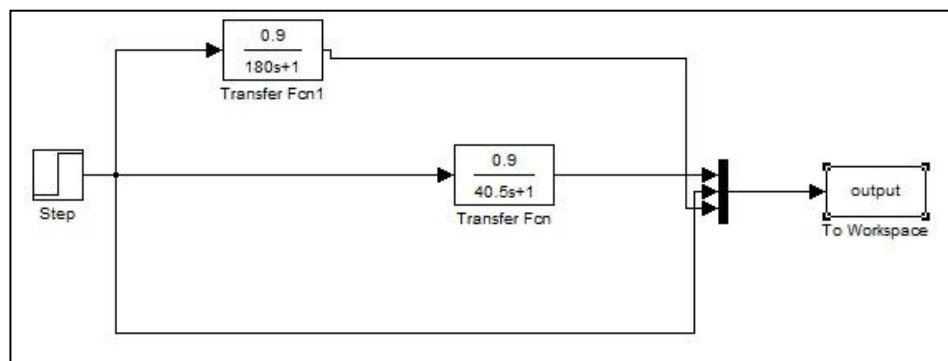 0.9
180s+1
Transfer Fcn1
Step
0.9
40.5s+1
Transfer Fcn
output
To Workspace